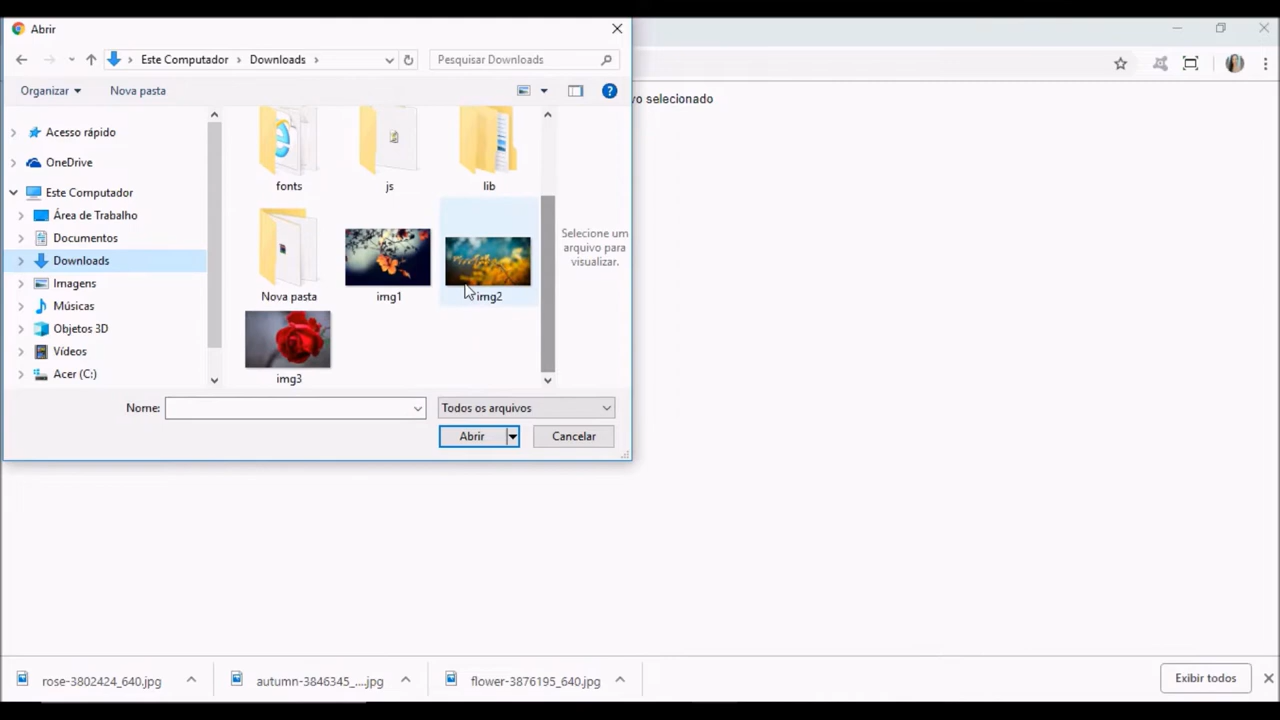 Abrir
Este Computador
Downloads
Pesquisar Downloads
Organizar
Nova pasta
vo selecionado
Acesso rápido
OneDrive
Este Computador
Área de Trabalho
Documentos
Downloads
Imagens
Músicas
Objetos 3D
Vídeos
Acer (C:)
fonts
js
lib
Nova pasta
img1
img2
img3
Selecione um
arquivo para
visualizar.
Nome:
Todos os arquivos
Abrir
Cancelar
rose-3802424_640.jpg
autumn-3846345_....jpg
flower-3876195_640.jpg
Exibir todos